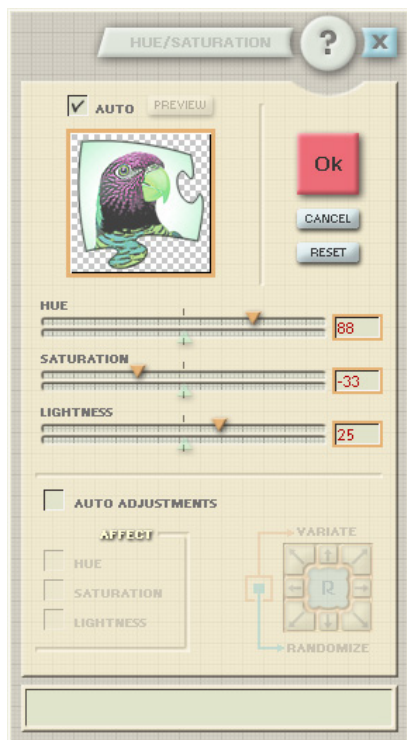 HUE/SATURATION ? X
AUTO PREVIEW
Ok
CANCEL
RESET
HUE
88
SATURATION
-33
LIGHTNESS
25
AUTO ADJUSTMENTS
AFFECT
HUE
SATURATION
LIGHTNESS
VARIATE
R
RANDOMIZE